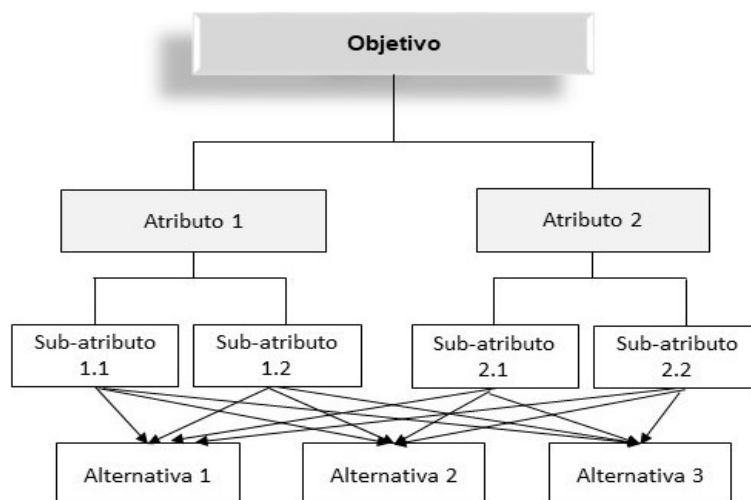 Objetivo
Atributo 1
Atributo 2
Sub-atributo
1.1
Sub-atributo
1.2
Sub-atributo
2.1
Sub-atributo
2.2
Alternativa 1
Alternativa 2
Alternativa 3